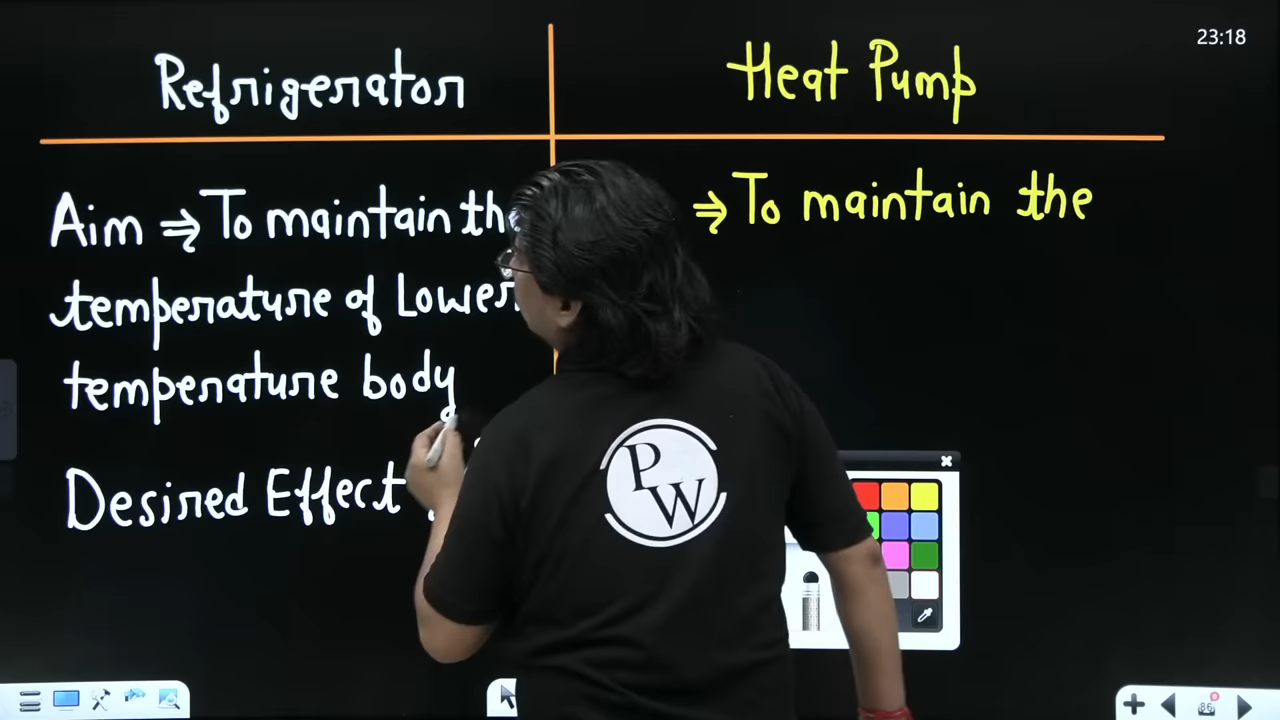 23:18
Refrigerator
Heat Pump
Aim ⇒ To maintain the
temperature of Lower
temperature body
Desired Effect
⇒ To maintain the
PW
86